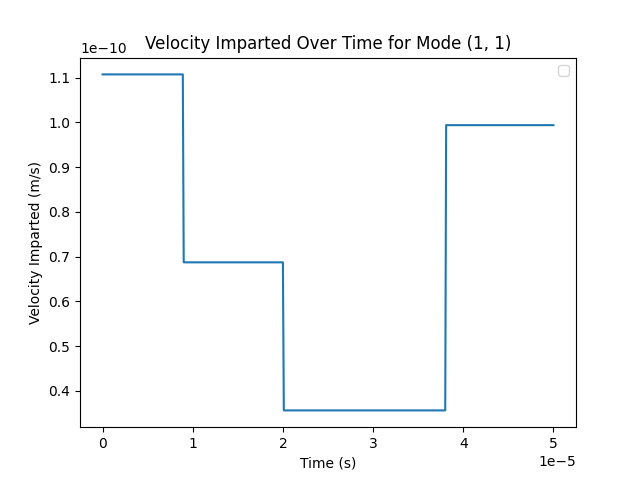 Velocity Imparted Over Time for Mode (1, 1)
1e−10
1.1
1.0
0.9
0.8
0.7
0.6
0.5
0.4
Velocity Imparted (m/s)
0 1 2 3 4 5
Time (s)
1e−5